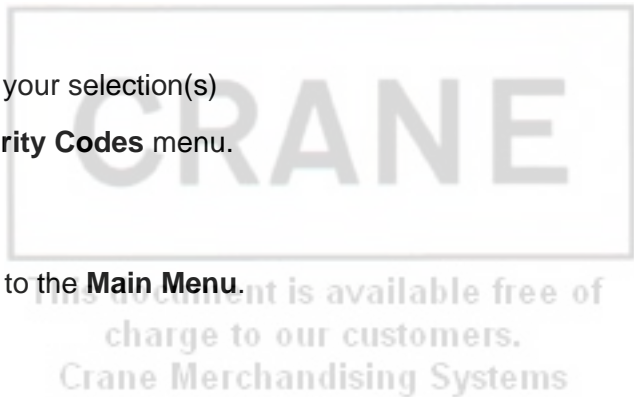 your selection(s)
CRANE
rity Codes menu.
to the Main Menu.
This document is available free of
charge to our customers.
Crane Merchandising Systems